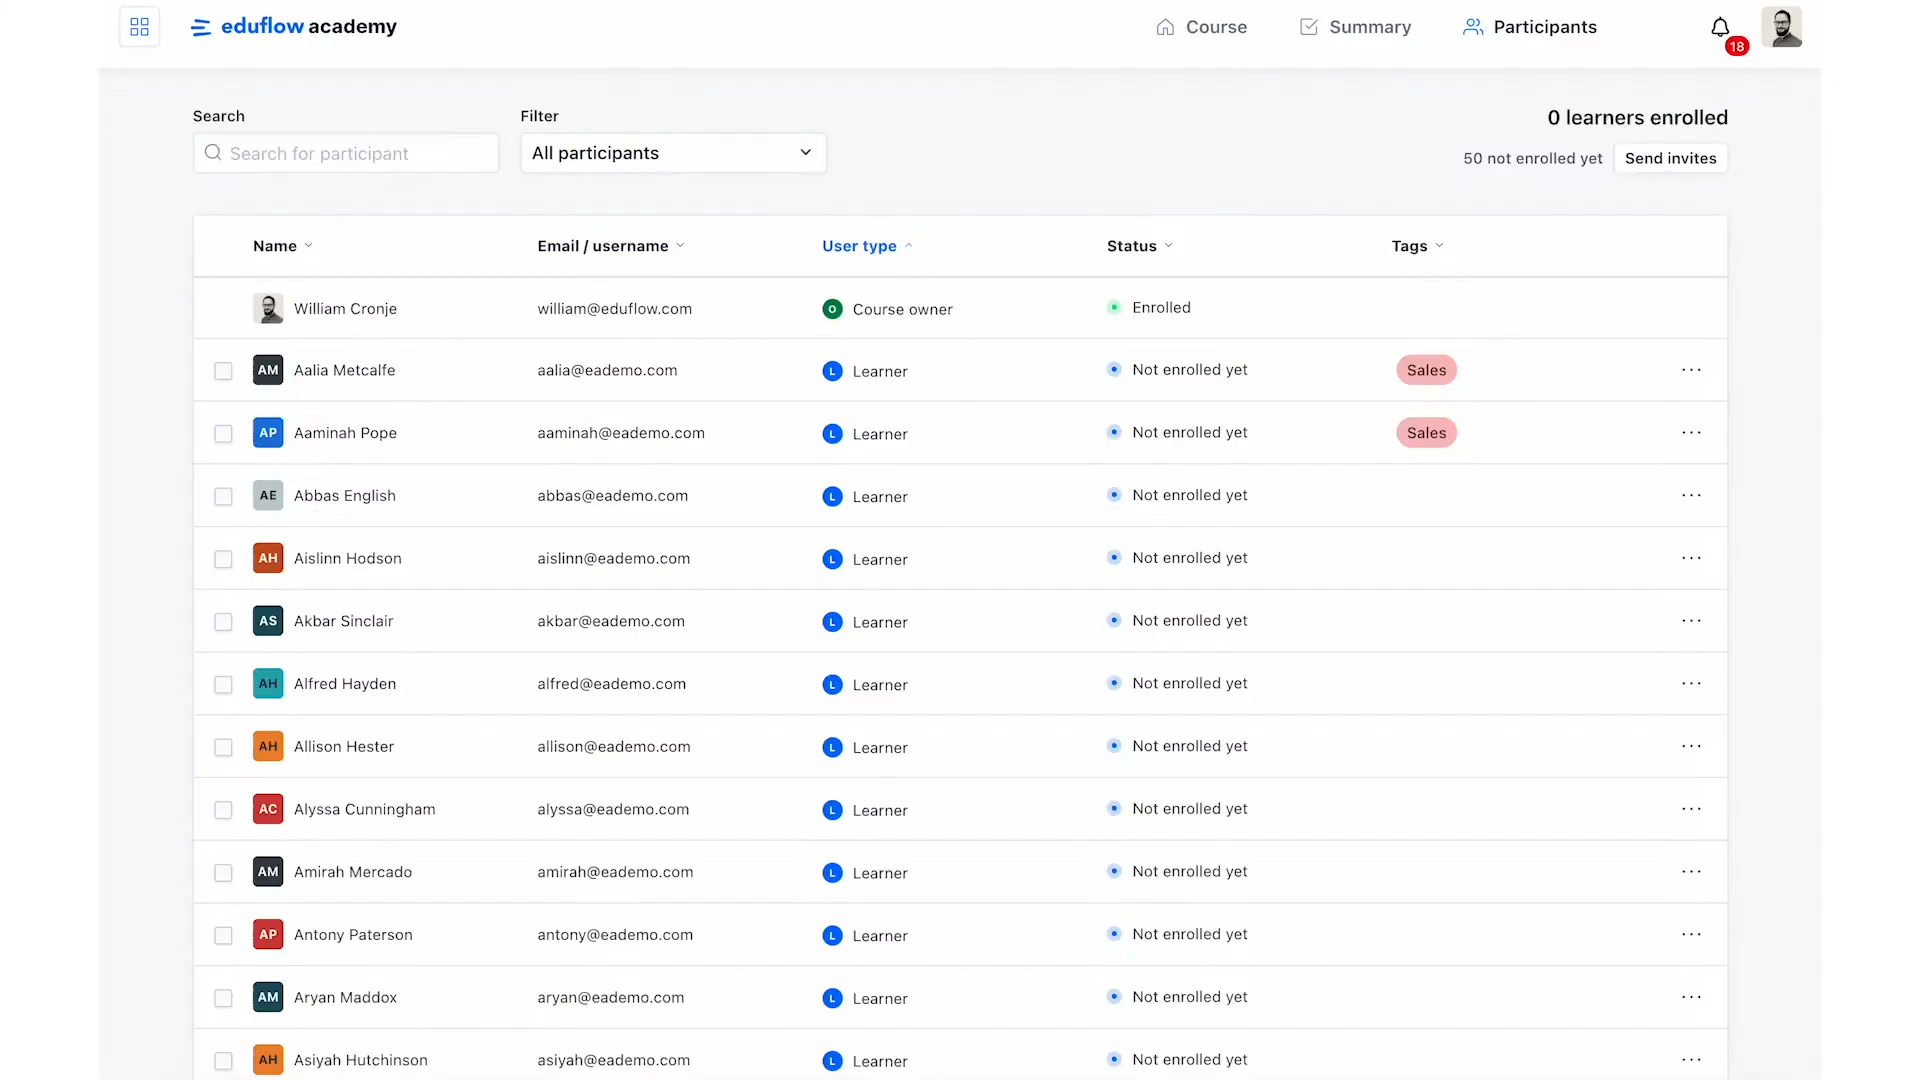 eduflow academy
Course
Summary
Participants
18
Search
Filter
0 learners enrolled
Search for participant
All participants
50 not enrolled yet
Send invites
Name
Email / username
User type
Status
Tags
William Cronje
william@eduflow.com
O Course owner
Enrolled
AM Aalia Metcalfe
aalia@eademo.com
L Learner
Not enrolled yet
Sales
AP Aaminah Pope
aaminah@eademo.com
L Learner
Not enrolled yet
Sales
AE Abbas English
abbas@eademo.com
L Learner
Not enrolled yet
AH Aislinn Hodson
aislinn@eademo.com
L Learner
Not enrolled yet
AS Akbar Sinclair
akbar@eademo.com
L Learner
Not enrolled yet
AH Alfred Hayden
alfred@eademo.com
L Learner
Not enrolled yet
AH Allison Hester
allison@eademo.com
L Learner
Not enrolled yet
AC Alyssa Cunningham
alyssa@eademo.com
L Learner
Not enrolled yet
AM Amirah Mercado
amirah@eademo.com
L Learner
Not enrolled yet
AP Antony Paterson
antony@eademo.com
L Learner
Not enrolled yet
AM Aryan Maddox
aryan@eademo.com
L Learner
Not enrolled yet
AH Asiyah Hutchinson
asiyah@eademo.com
L Learner
Not enrolled yet